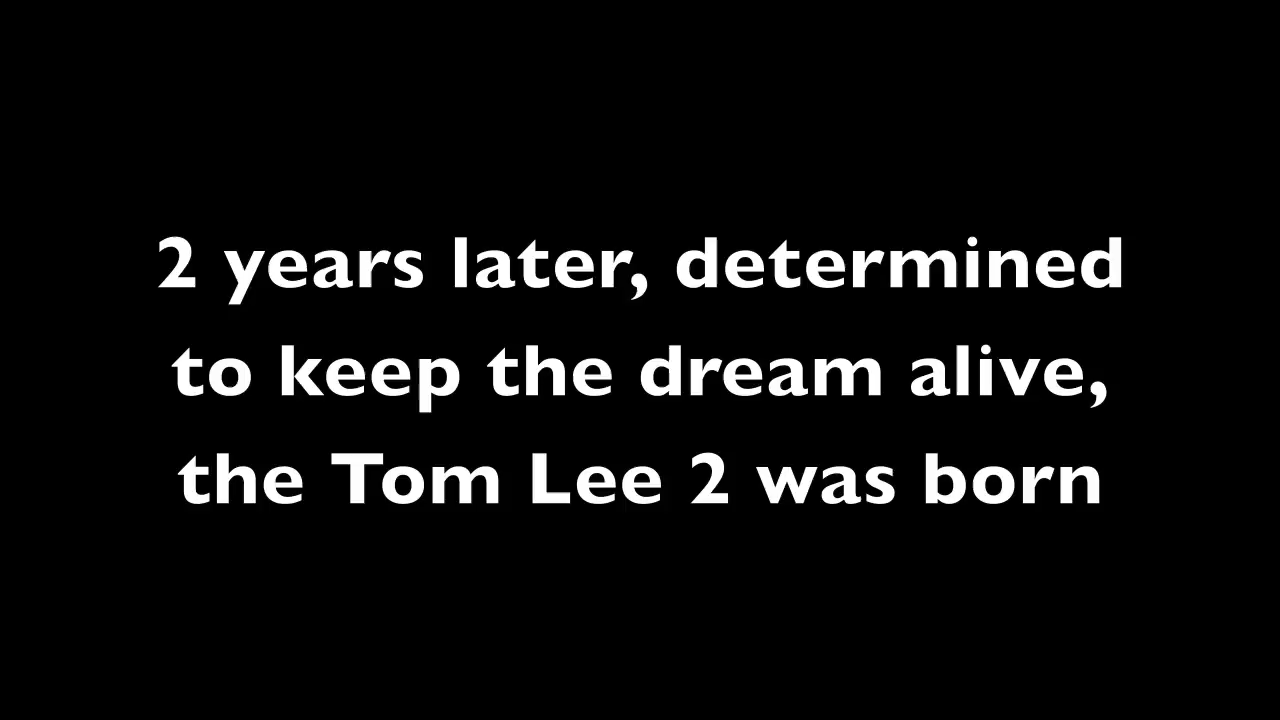 2 years later, determined
to keep the dream alive,
the Tom Lee 2 was born